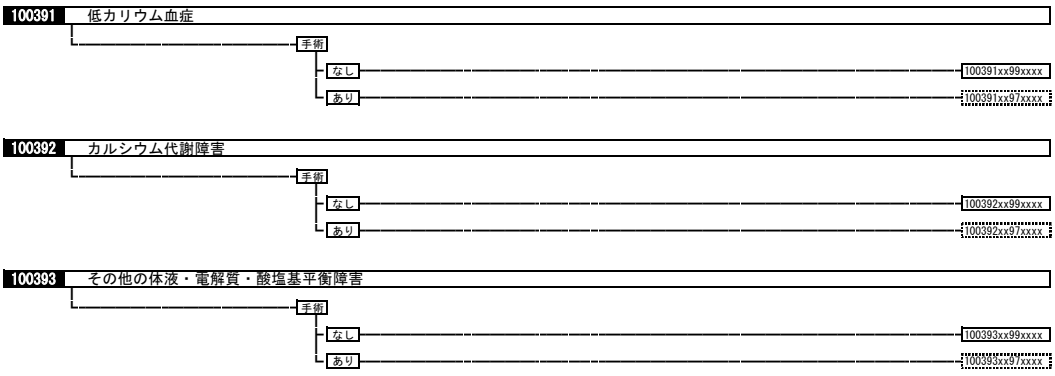 100391 低カリウム血症
手術
なし 100391xx99xxxx
あり 100391xx97xxxx
100392 カルシウム代謝障害
手術
なし 100392xx99xxxx
あり 100392xx97xxxx
100393 その他の体液・電解質・酸塩基平衡障害
手術
なし 100393xx99xxxx
あり 100393xx97xxxx